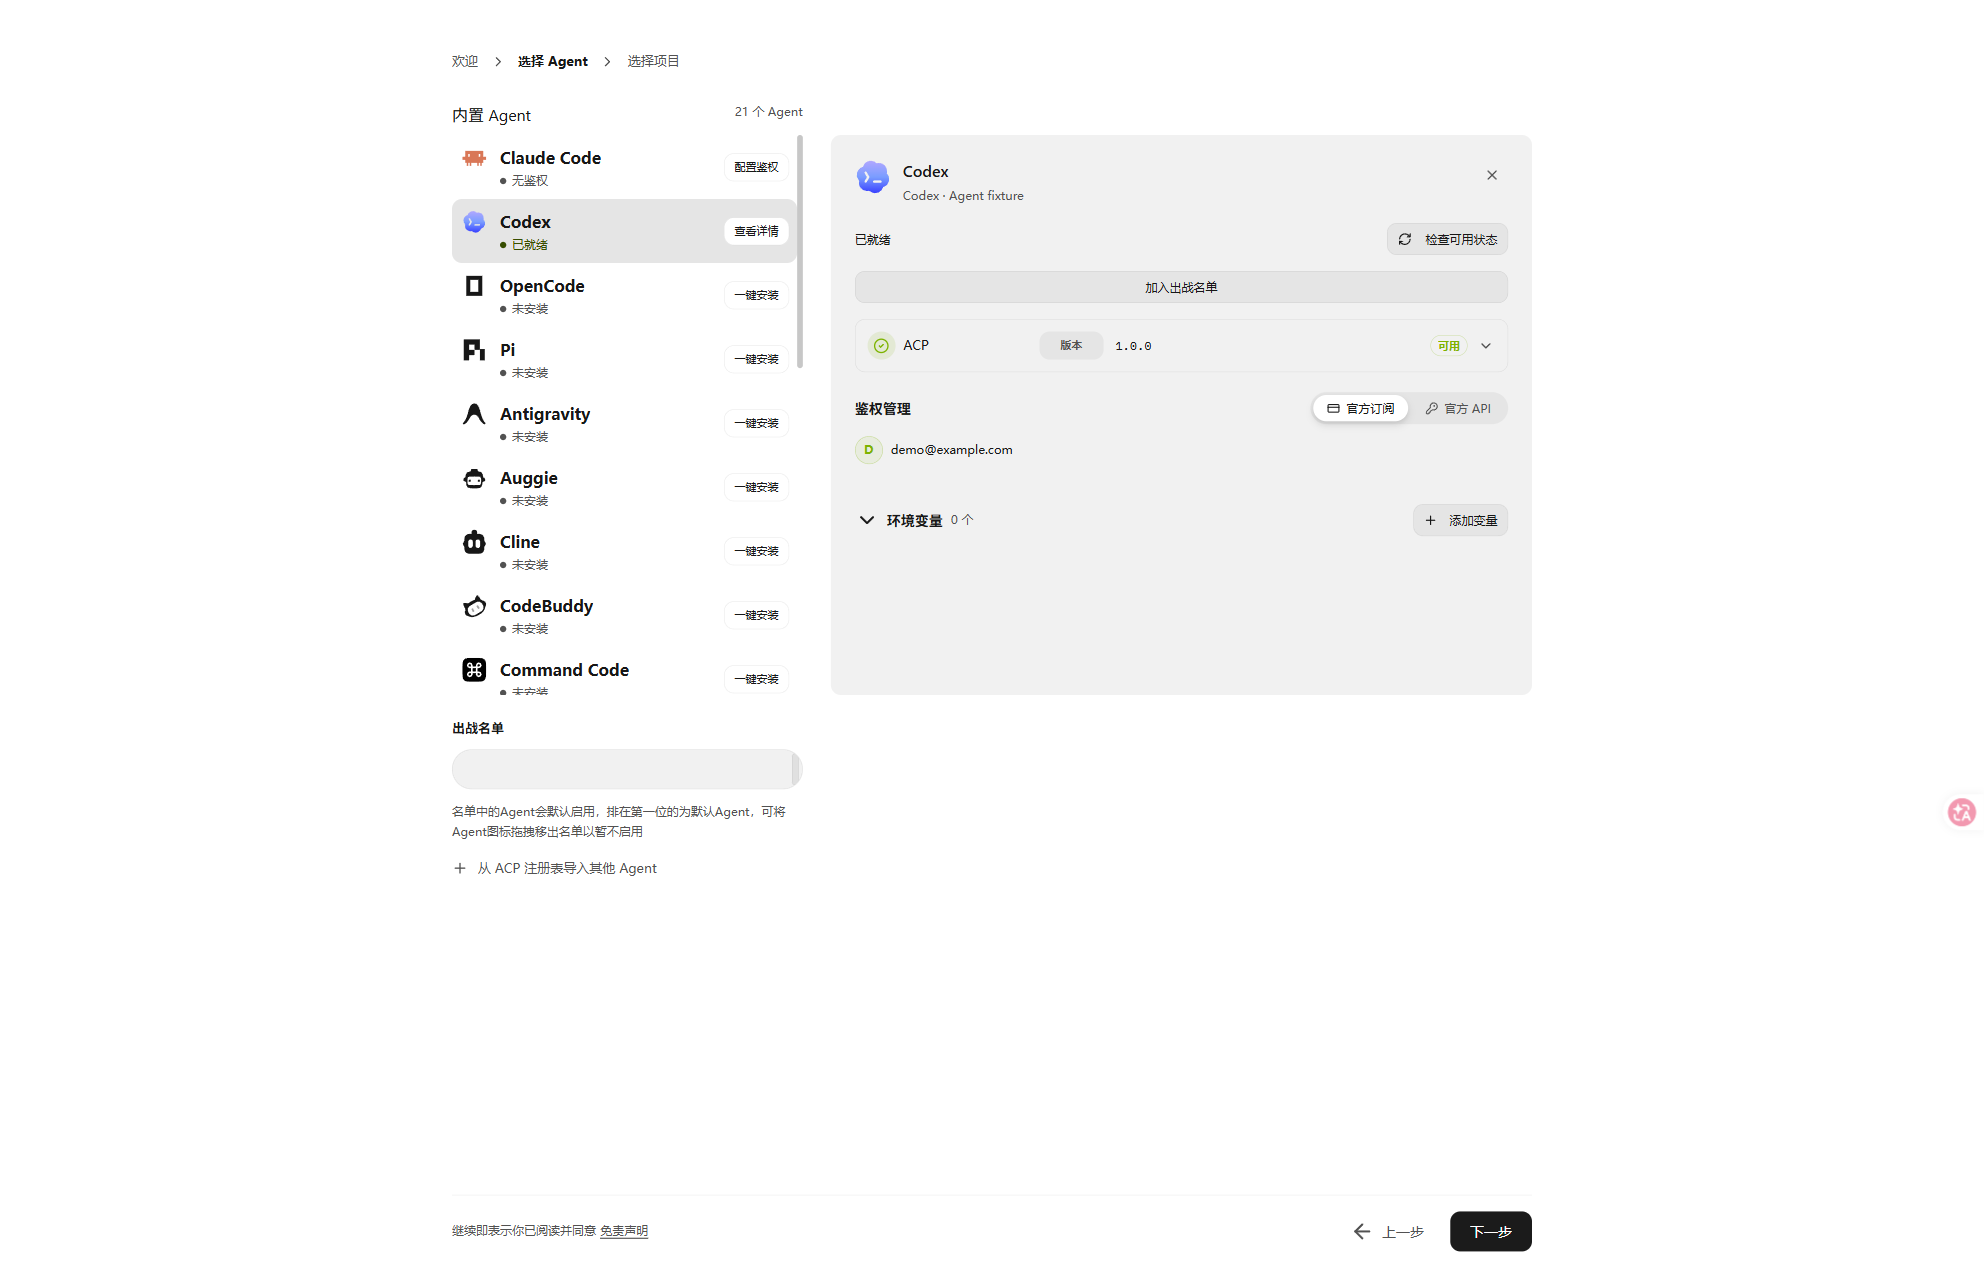 欢迎 选择 Agent 选择项目
内置 Agent
21 个 Agent
Claude Code
无鉴权
配置鉴权
Codex
已就绪
查看详情
OpenCode
未安装
一键安装
Pi
未安装
一键安装
Antigravity
未安装
一键安装
Auggie
未安装
一键安装
Cline
未安装
一键安装
CodeBuddy
未安装
一键安装
Command Code
未安装
一键安装
出战名单
名单中的Agent会默认启用，排在第一位的为默认Agent，可将
Agent图标拖拽移出名单以暂不启用
从 ACP 注册表导入其他 Agent
Codex
Codex · Agent fixture
已就绪
检查可用状态
加入出战名单
ACP
版本
1.0.0
可用
鉴权管理
官方订阅
官方 API
D
demo@example.com
环境变量 0 个
添加变量
继续即表示你已阅读并同意 免责声明
上一步
下一步